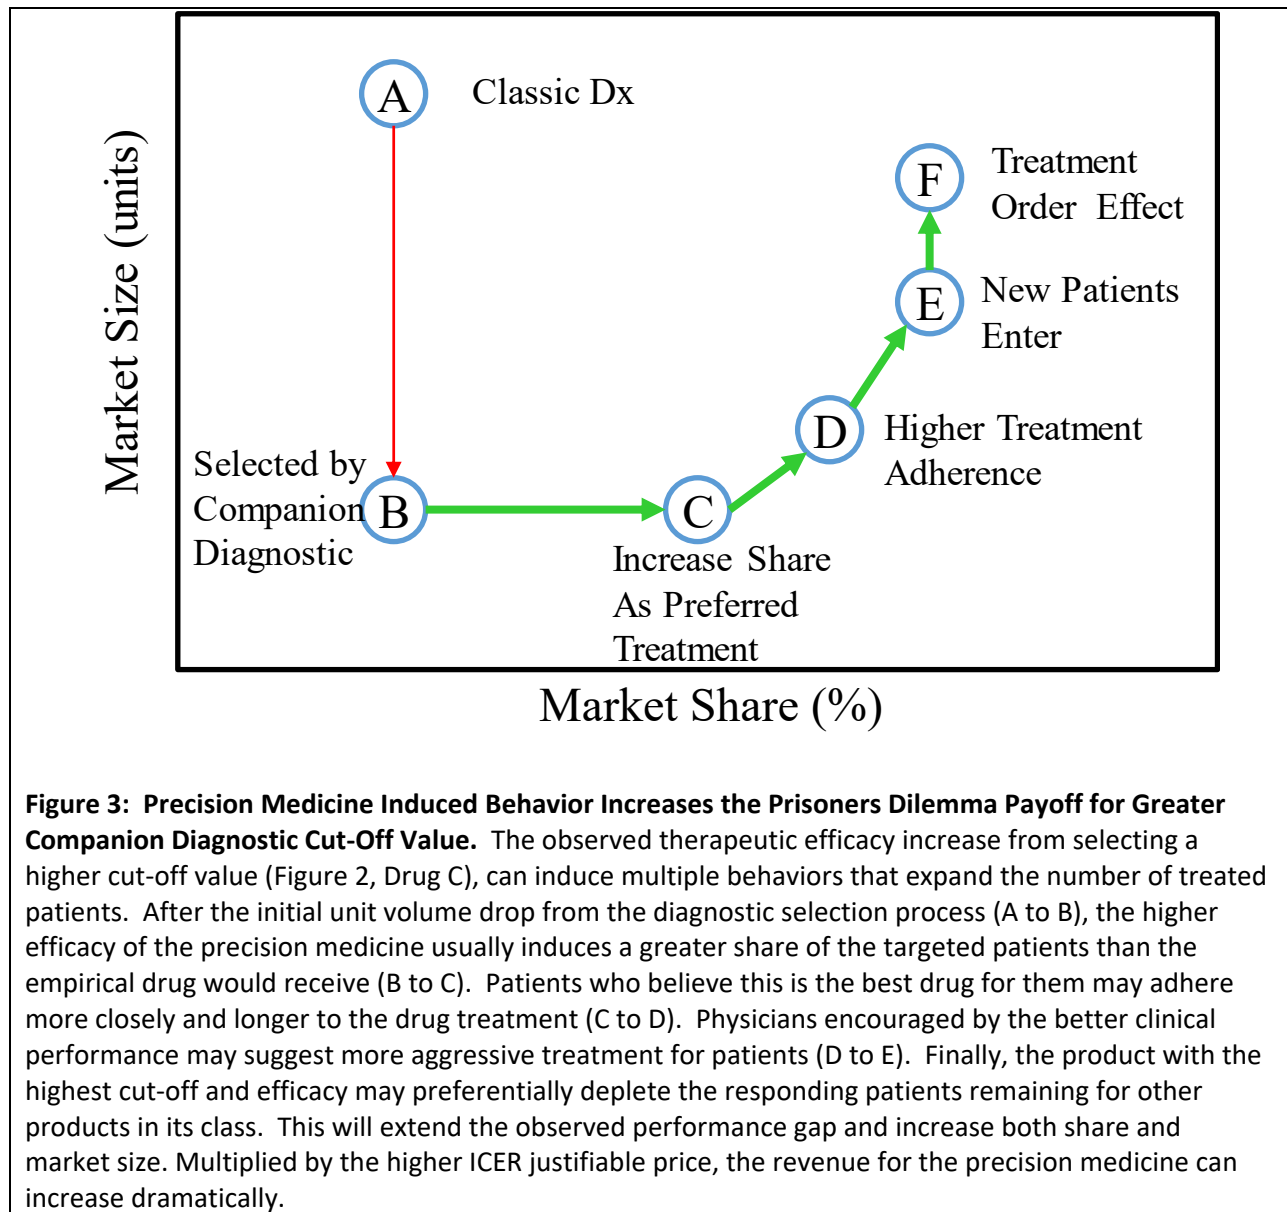 A
Classic Dx
F
Treatment
Order Effect
E
New Patients
Enter
D
Higher Treatment
Adherence
Selected by
Companion
Diagnostic
B
C
Increase Share
As Preferred
Treatment
Market Size (units)
Market Share (%)
Figure 3:  Precision Medicine Induced Behavior Increases the Prisoners Dilemma Payoff for Greater
Companion Diagnostic Cut-Off Value.  The observed therapeutic efficacy increase from selecting a
higher cut-off value (Figure 2, Drug C), can induce multiple behaviors that expand the number of treated
patients.  After the initial unit volume drop from the diagnostic selection process (A to B), the higher
efficacy of the precision medicine usually induces a greater share of the targeted patients than the
empirical drug would receive (B to C).  Patients who believe this is the best drug for them may adhere
more closely and longer to the drug treatment (C to D).  Physicians encouraged by the better clinical
performance may suggest more aggressive treatment for patients (D to E).  Finally, the product with the
highest cut-off and efficacy may preferentially deplete the responding patients remaining for other
products in its class.  This will extend the observed performance gap and increase both share and
market size. Multiplied by the higher ICER justifiable price, the revenue for the precision medicine can
increase dramatically.